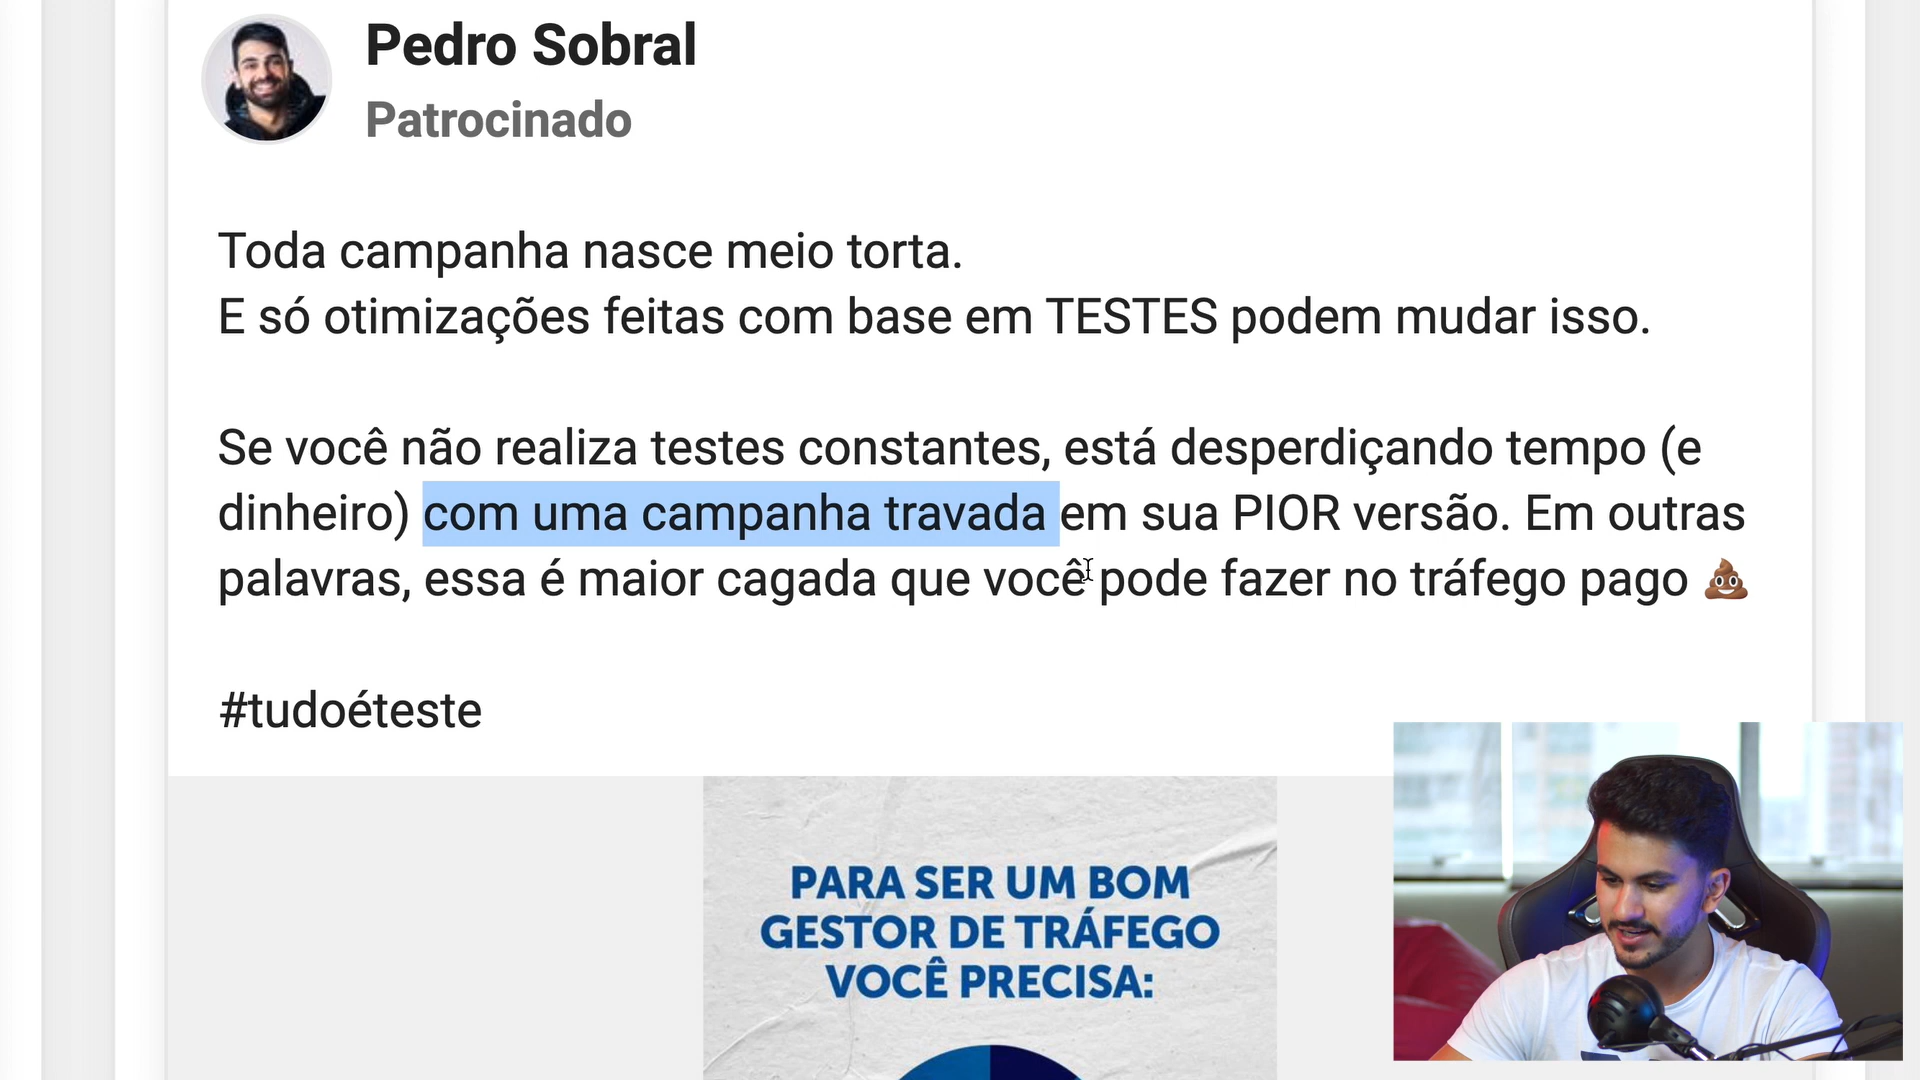 Pedro Sobral
Patrocinado
Toda campanha nasce meio torta.
E só otimizações feitas com base em TESTES podem mudar isso.
Se você não realiza testes constantes, está desperdiçando tempo (e
dinheiro) com uma campanha travada em sua PIOR versão. Em outras
palavras, essa é maior cagada que você pode fazer no tráfego pago 💩
#tudoéteste
PARA SER UM BOM
GESTOR DE TRÁFEGO
VOCÊ PRECISA: